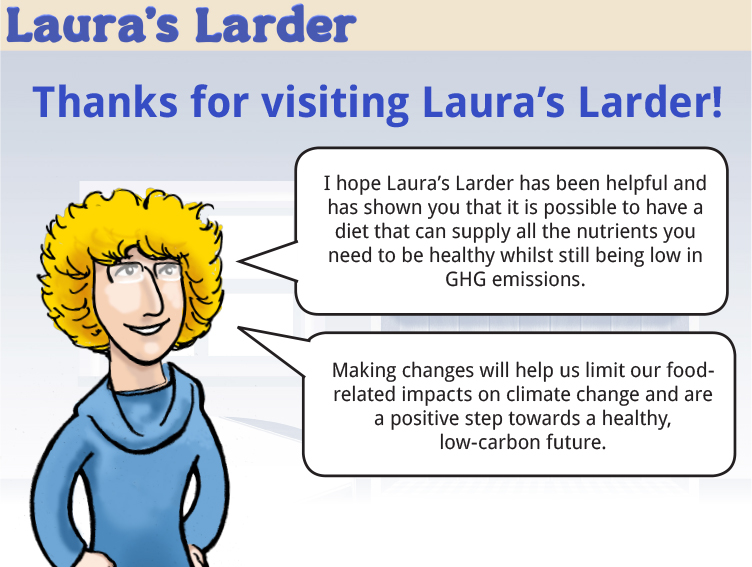 Laura's Larder
Thanks for visiting Laura's Larder!
I hope Laura's Larder has been helpful and
has shown you that it is possible to have a
diet that can supply all the nutrients you
need to be healthy whilst still being low in
GHG emissions.
Making changes will help us limit our food-
related impacts on climate change and are
a positive step towards a healthy,
low-carbon future.